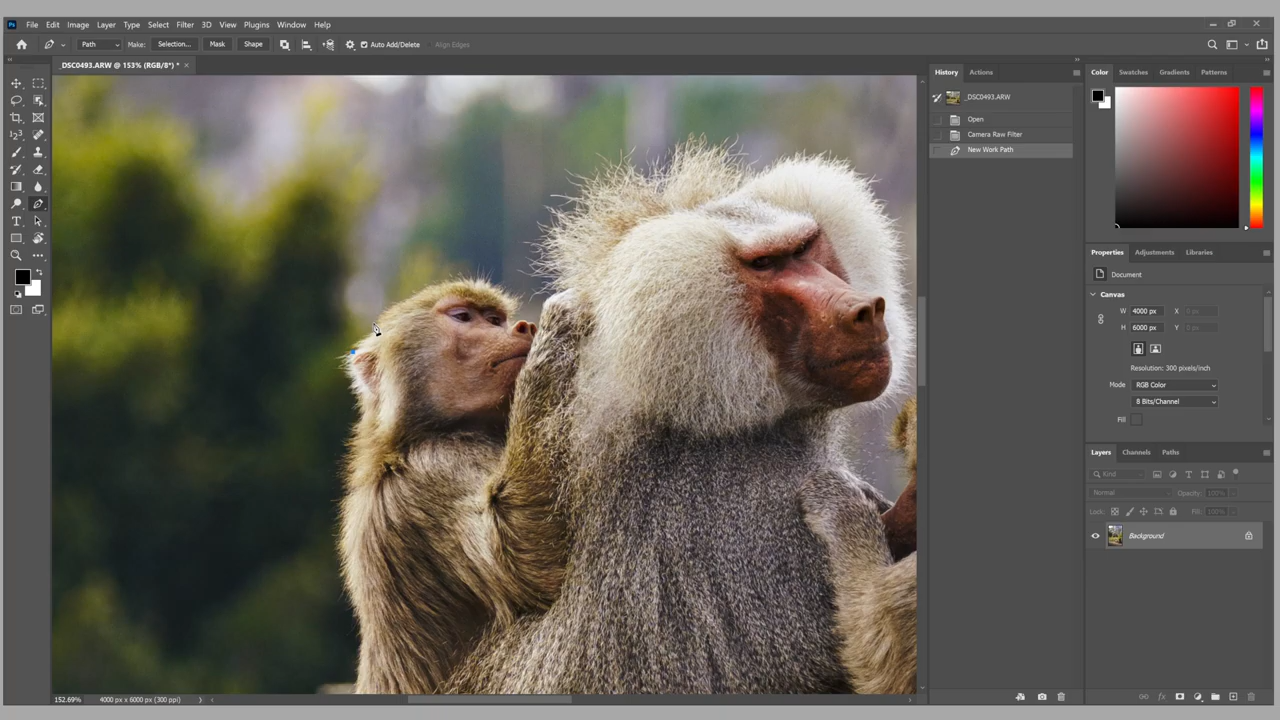 Ps File Edit Image Layer Type Select Filter 3D View Plugins Window Help
Path Make: Selection... Mask Shape Auto Add/Delete Align Edges
_DSC0493.ARW @ 153% (RGB/8*) * ×
History Actions
_DSC0493.ARW
Open
Camera Raw Filter
New Work Path
Color Swatches Gradients Patterns
Properties Adjustments Libraries
Document
Canvas
W 4000 px X 0 px
H 6000 px Y 0 px
Resolution: 300 pixels/inch
Mode RGB Color
8 Bits/Channel
Fill
Layers Channels Paths
Kind
Normal Opacity: 100%
Lock: Fill: 100%
Background
152.69% 4000 px x 6000 px (300 ppi)